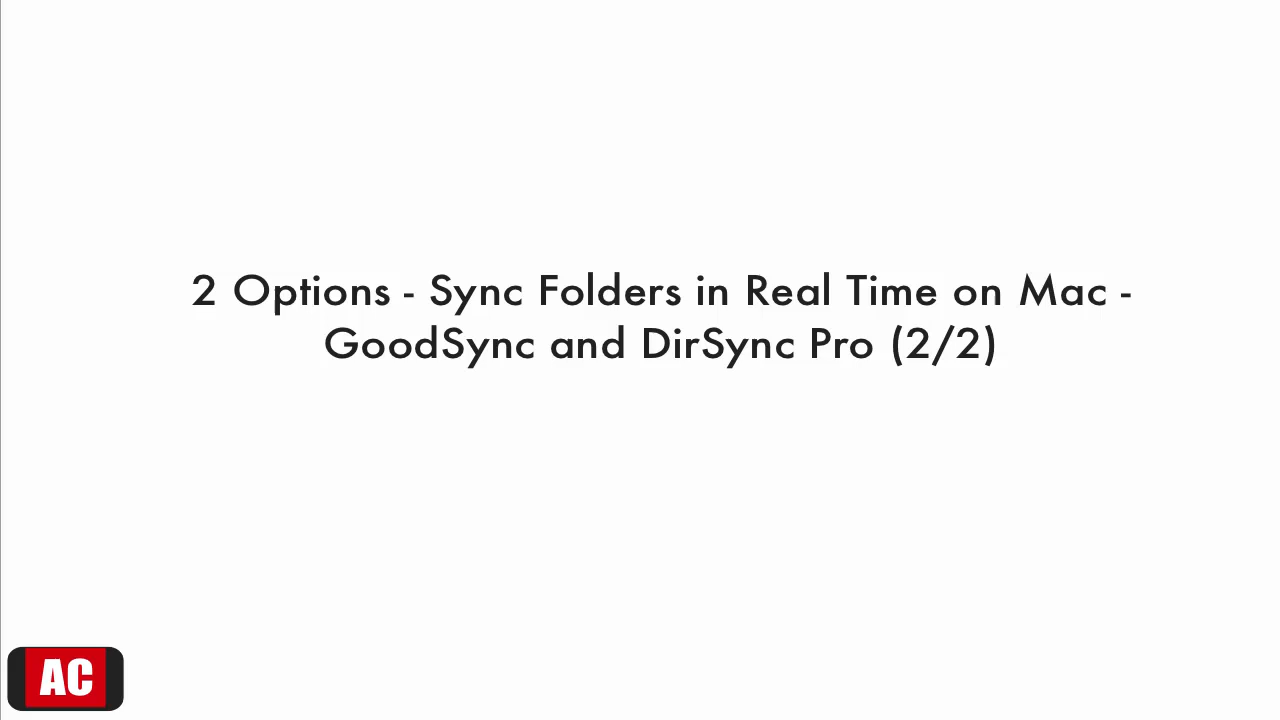 2 Options - Sync Folders in Real Time on Mac -
GoodSync and DirSync Pro (2/2)
AC